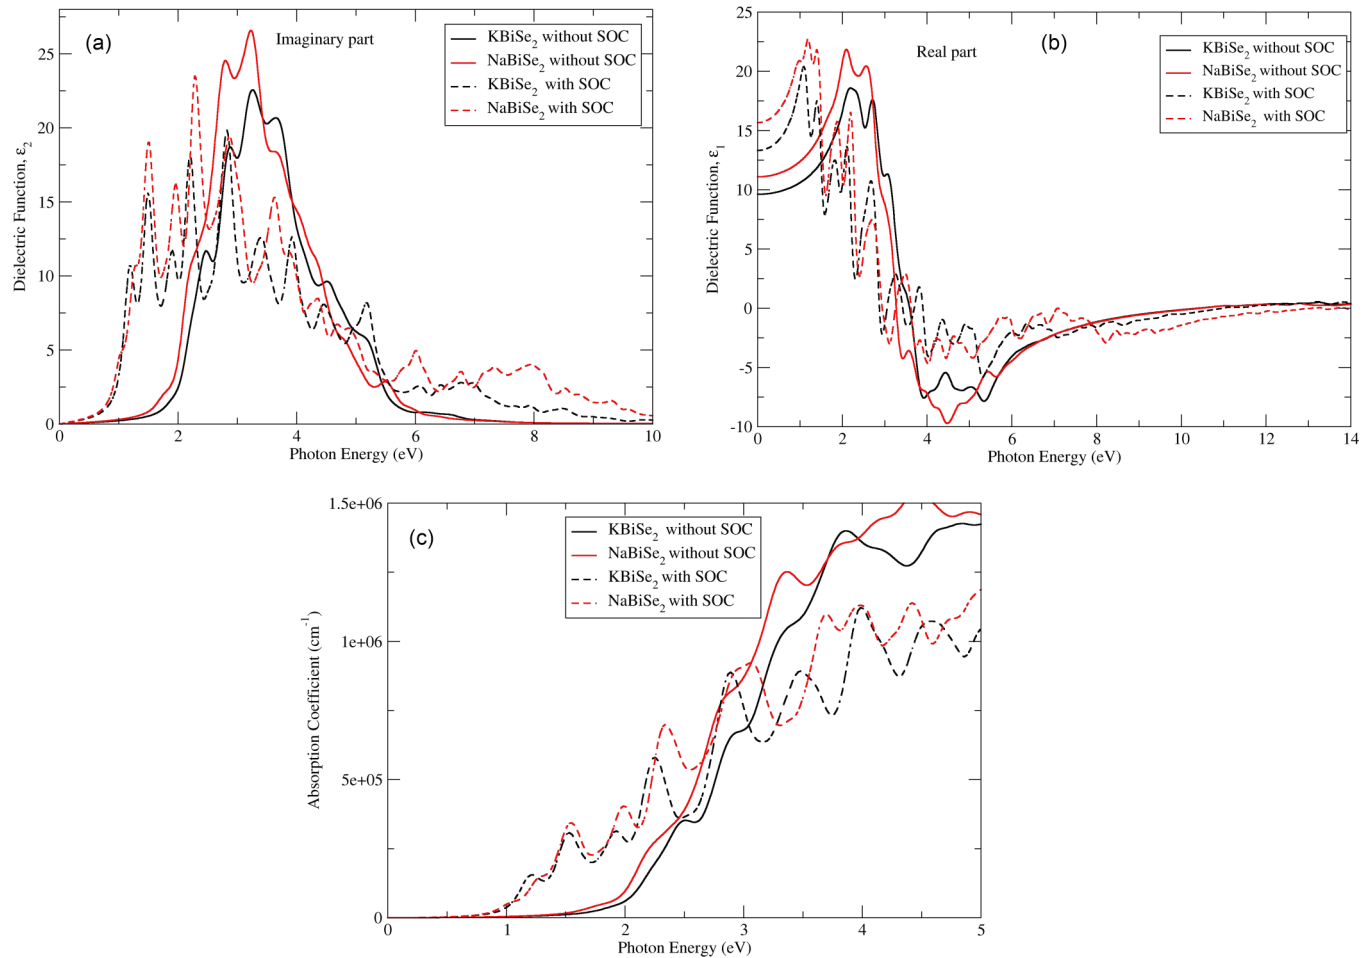 (a)
Imaginary part
KBiSe2 without SOC
NaBiSe2 without SOC
KBiSe2 with SOC
NaBiSe2 with SOC
Dielectric Function, ε2
25
20
15
10
5
0
0 2 4 6 8 10
Photon Energy (eV)
(b)
Real part
KBiSe2 without SOC
NaBiSe2 without SOC
KBiSe2 with SOC
NaBiSe2 with SOC
Dielectric Function, ε1
25
20
15
10
5
0
-5
-10
0 2 4 6 8 10 12 14
Photon Energy (eV)
(c)
KBiSe2 without SOC
NaBiSe2 without SOC
KBiSe2 with SOC
NaBiSe2 with SOC
Absorption Coefficient (cm-1)
1.5e+06
1e+06
5e+05
0
0 1 2 3 4 5
Photon Energy (eV)